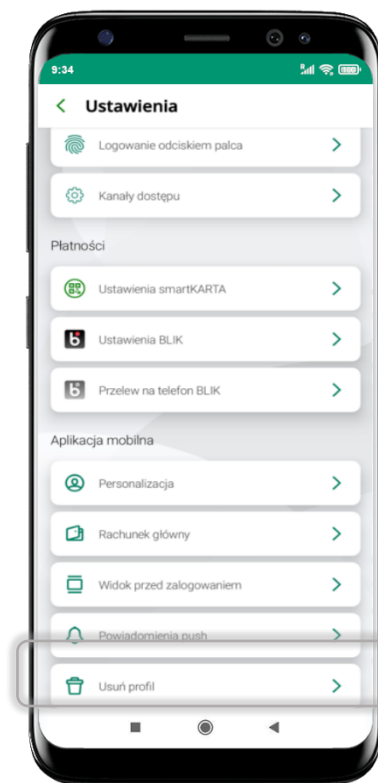 9:34
Ustawienia
Logowanie odciskiem palca
Kanały dostępu
Płatności
Ustawienia smartKARTA
Ustawienia BLIK
Przelew na telefon BLIK
Aplikacja mobilna
Personalizacja
Rachunek główny
Widok przed zalogowaniem
Powiadomienia push
Usuń profil